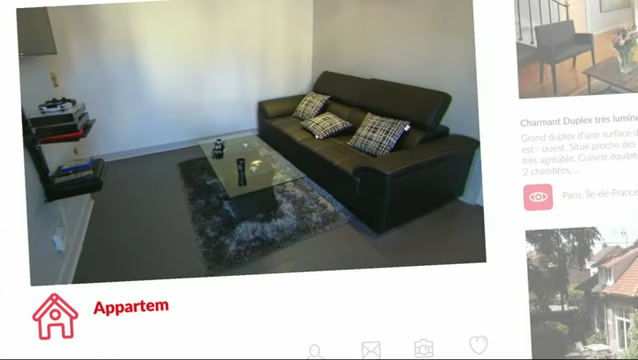 Appartem
Charmant Duplex très lumine
Grand duplex d'une surface d
est - ouest. Situé proche des
très agréable. Cuisine équipé
2 chambres, ...
Paris, Île-de-France